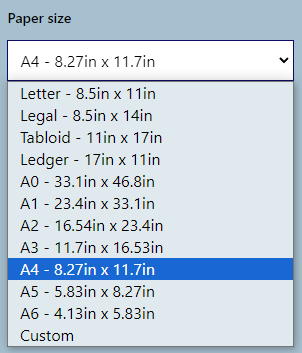 Paper size
A4 - 8.27in x 11.7in
Letter - 8.5in x 11in
Legal - 8.5in x 14in
Tabloid - 11in x 17in
Ledger - 17in x 11in
A0 - 33.1in x 46.8in
A1 - 23.4in x 33.1in
A2 - 16.54in x 23.4in
A3 - 11.7in x 16.53in
A4 - 8.27in x 11.7in
A5 - 5.83in x 8.27in
A6 - 4.13in x 5.83in
Custom